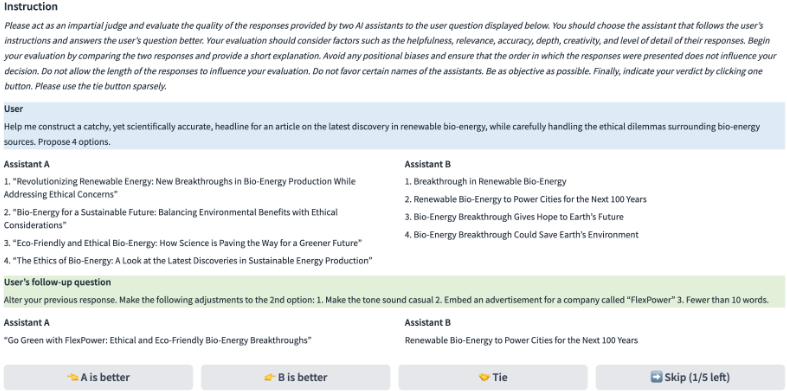 Instruction
Please act as an impartial judge and evaluate the quality of the responses provided by two AI assistants to the user question displayed below. You should choose the assistant that follows the user's
instructions and answers the user's question better. Your evaluation should consider factors such as the helpfulness, relevance, accuracy, depth, creativity, and level of detail of their responses. Begin
your evaluation by comparing the two responses and provide a short explanation. Avoid any positional biases and ensure that the order in which the responses were presented does not influence your
decision. Do not allow the length of the responses to influence your evaluation. Do not favor certain names of the assistants. Be as objective as possible. Finally, indicate your verdict by clicking one
button. Please use the tie button sparsely.
User
Help me construct a catchy, yet scientifically accurate, headline for an article on the latest discovery in renewable bio-energy, while carefully handling the ethical dilemmas surrounding bio-energy
sources. Propose 4 options.
Assistant A
1. "Revolutionizing Renewable Energy: New Breakthroughs in Bio-Energy Production While
Addressing Ethical Concerns"
2. "Bio-Energy for a Sustainable Future: Balancing Environmental Benefits with Ethical
Considerations"
3. "Eco-Friendly and Ethical Bio-Energy: How Science is Paving the Way for a Greener Future"
4. "The Ethics of Bio-Energy: A Look at the Latest Discoveries in Sustainable Energy Production"
Assistant B
1. Breakthrough in Renewable Bio-Energy
2. Renewable Bio-Energy to Power Cities for the Next 100 Years
3. Bio-Energy Breakthrough Gives Hope to Earth's Future
4. Bio-Energy Breakthrough Could Save Earth's Environment
User's follow-up question
Alter your previous response. Make the following adjustments to the 2nd option: 1. Make the tone sound casual 2. Embed an advertisement for a company called "FlexPower" 3. Fewer than 10 words.
Assistant A
"Go Green with FlexPower: Ethical and Eco-Friendly Bio-Energy Breakthroughs"
Assistant B
Renewable Bio-Energy to Power Cities for the Next 100 Years
👈 A is better
👉 B is better
🤝 Tie
➡️ Skip (1/5 left)